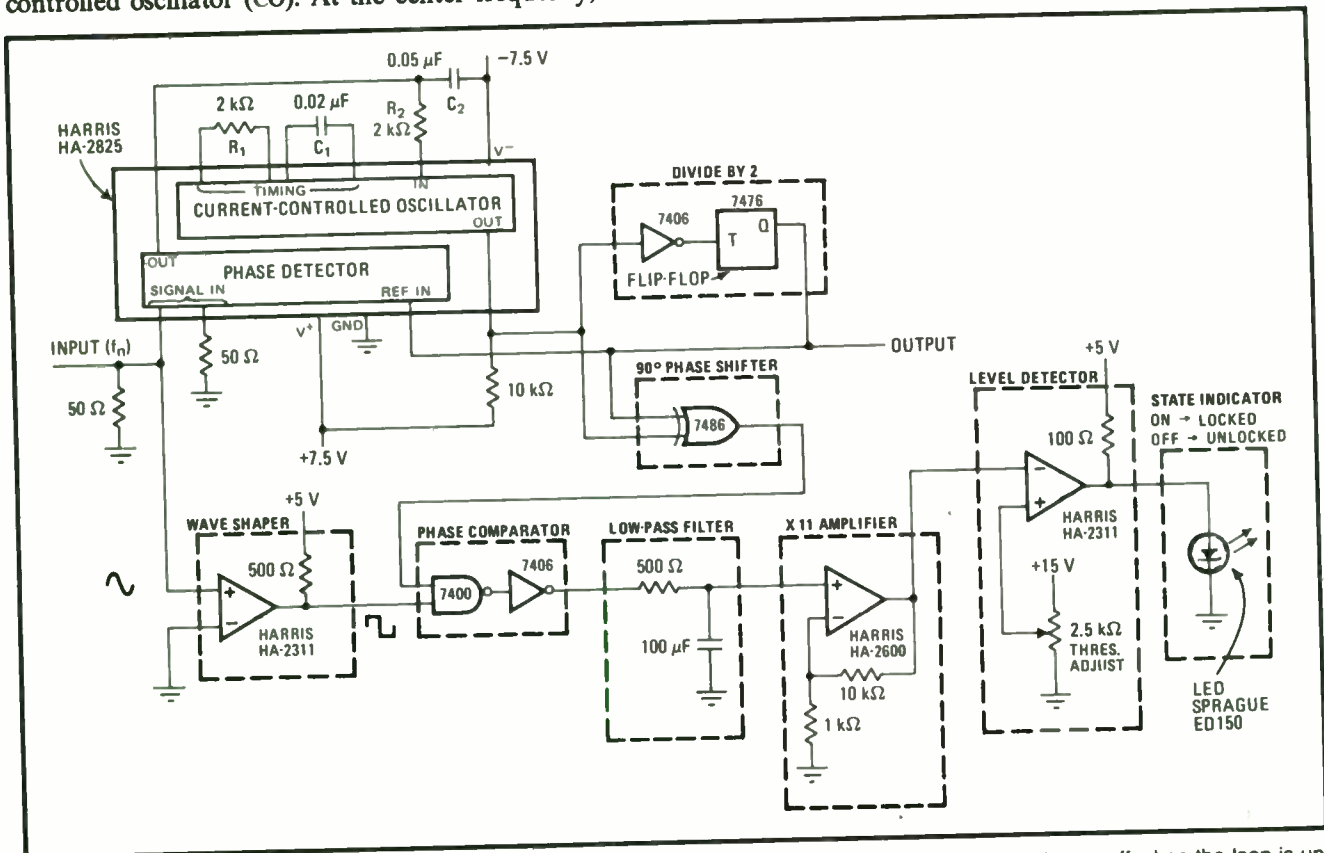 controlled oscillator (CO). At the center frequency,
0.05 µF
−7.5 V
C2
R2
2 kΩ
2 kΩ
R1
0.02 µF
C1
HARRIS
HA-2825
V−
TIMING
IN
CURRENT-CONTROLLED OSCILLATOR
OUT
OUT
PHASE DETECTOR
SIGNAL IN
REF IN
V+
GND
INPUT (fn)
50 Ω
50 Ω
10 kΩ
+7.5 V
DIVIDE BY 2
7406
7476
T
Q
FLIP-FLOP
OUTPUT
90° PHASE SHIFTER
7486
LEVEL DETECTOR
+5 V
100 Ω
−
+
HARRIS
HA-2311
+15 V
2.5 kΩ
THRES.
ADJUST
STATE INDICATOR
ON → LOCKED
OFF → UNLOCKED
LED
SPRAGUE
ED150
WAVE SHAPER
+5 V
500 Ω
+
−
HARRIS
HA-2311
PHASE COMPARATOR
7400
7406
LOW-PASS FILTER
500 Ω
100 µF
X 11 AMPLIFIER
+
−
HARRIS
HA-2600
10 kΩ
1 kΩ
the loop is un